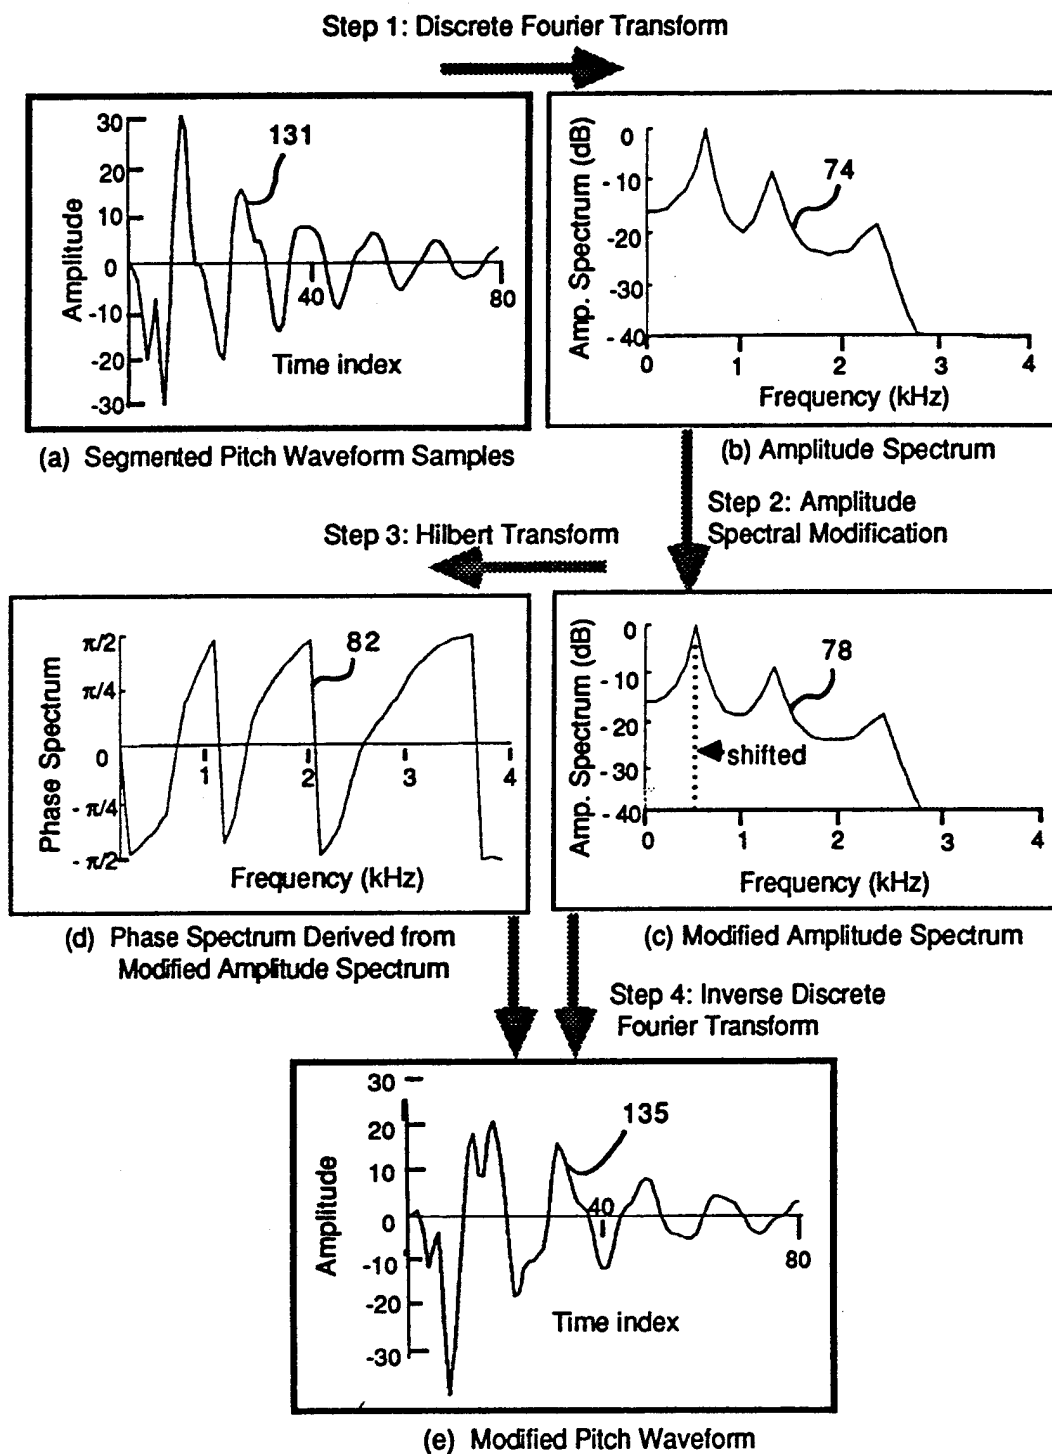 Step 1: Discrete Fourier Transform
30
20
10
0
-10
-20
-30
Amplitude
131
40
80
Time index
(a) Segmented Pitch Waveform Samples
0
-10
-20
-30
-40
Amp. Spectrum (dB)
74
0 1 2 3 4
Frequency (kHz)
(b) Amplitude Spectrum
Step 2: Amplitude
Spectral Modification
Step 3: Hilbert Transform
π/2
π/4
0
-π/4
-π/2
Phase Spectrum
82
1 2 3 4
Frequency (kHz)
(d) Phase Spectrum Derived from
Modified Amplitude Spectrum
0
-10
-20
-30
-40
Amp. Spectrum (dB)
78
shifted
0 1 2 3 4
Frequency (kHz)
(c) Modified Amplitude Spectrum
Step 4: Inverse Discrete
Fourier Transform
30
20
10
0
-10
-20
-30
Amplitude
135
40
80
Time index
(e) Modified Pitch Waveform